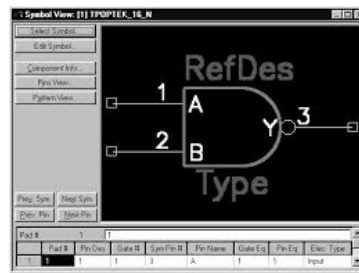 Symbol View: [1] TPOPTEK_16_N
Select Symbol...
Edit Symbol...
Component Info...
Pins View...
Pattern View...
RefDes
1 A
Y 3
2 B
Type
Prev. Sym Next Sym
Prev. Pin Next Pin
Pad # 1 1
Pad # Pin Des Gate # Sym Pin # Pin Name Gate Eq Pin Eq Elec. Type
1 1 1 1 3 A 1 1 Input